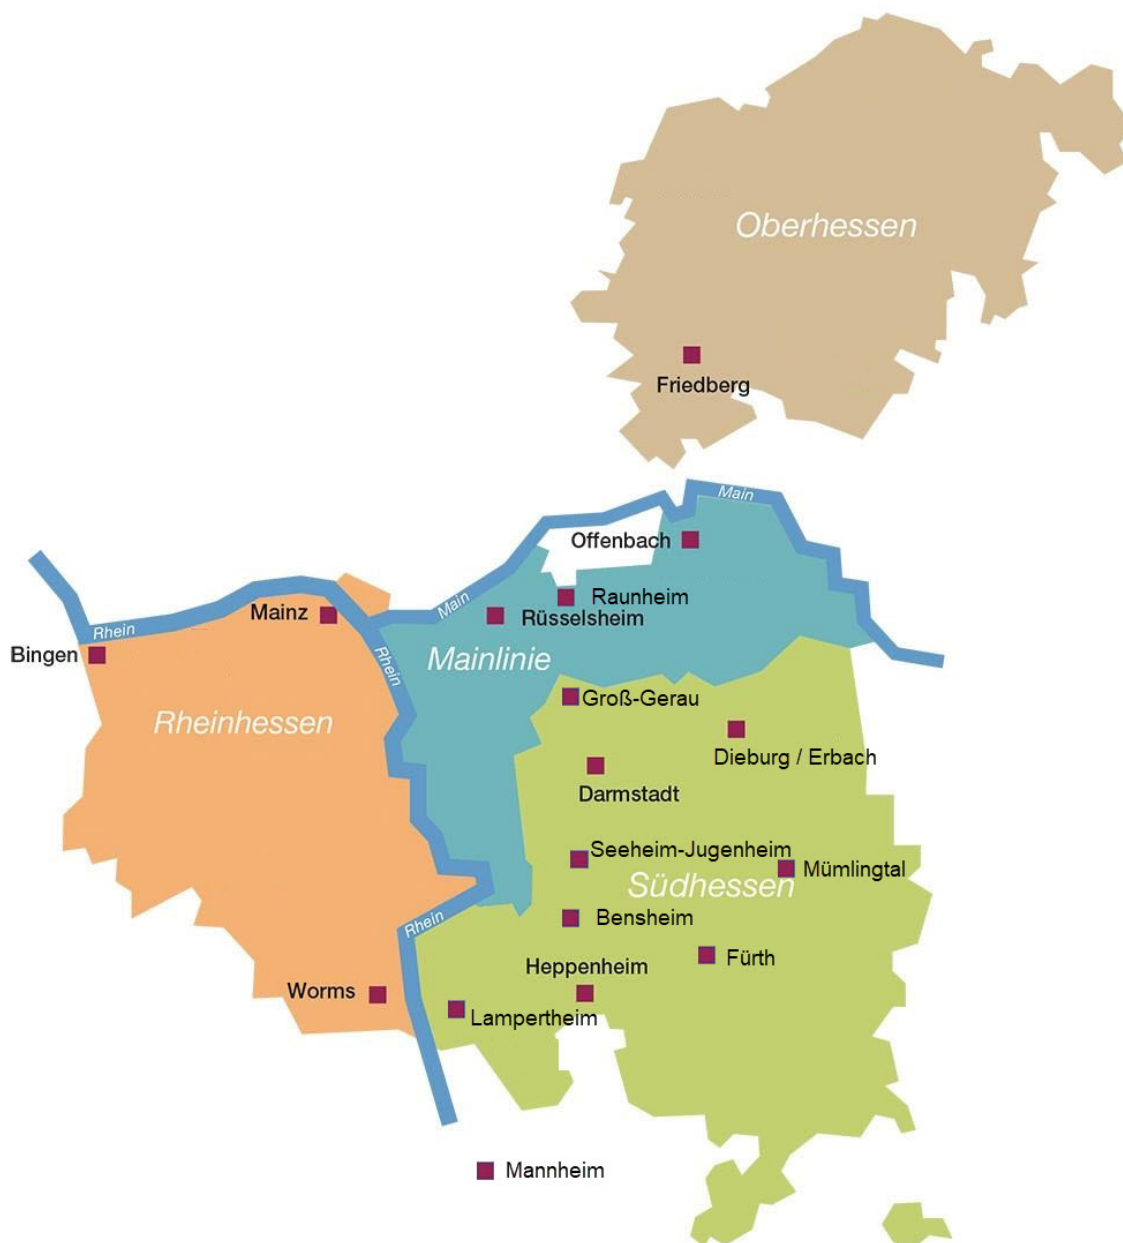 Oberhessen
Friedberg
Main
Offenbach
Raunheim
Main
Mainz
Rüsselsheim
Rhein
Bingen
Rhein
Mainlinie
Groß-Gerau
Rheinhessen
Dieburg / Erbach
Darmstadt
Seeheim-Jugenheim
Mümlingtal
Südhessen
Bensheim
Rhein
Fürth
Heppenheim
Worms
Lampertheim
Mannheim